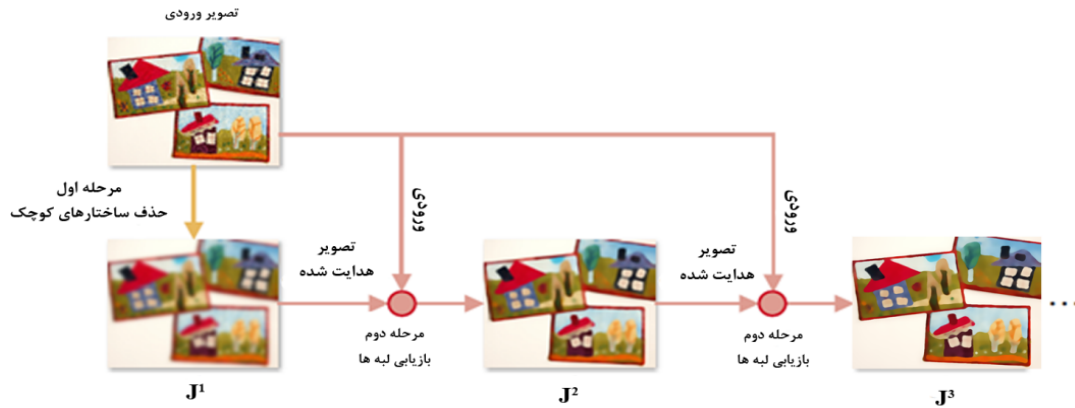 تصویر ورودی
مرحله اول
حذف ساختارهای کوچک
ورودی
ورودی
تصویر
هدایت شده
تصویر
هدایت شده
مرحله دوم
بازیابی لبه ها
مرحله دوم
بازیابی لبه ها
J¹
J²
J³
...